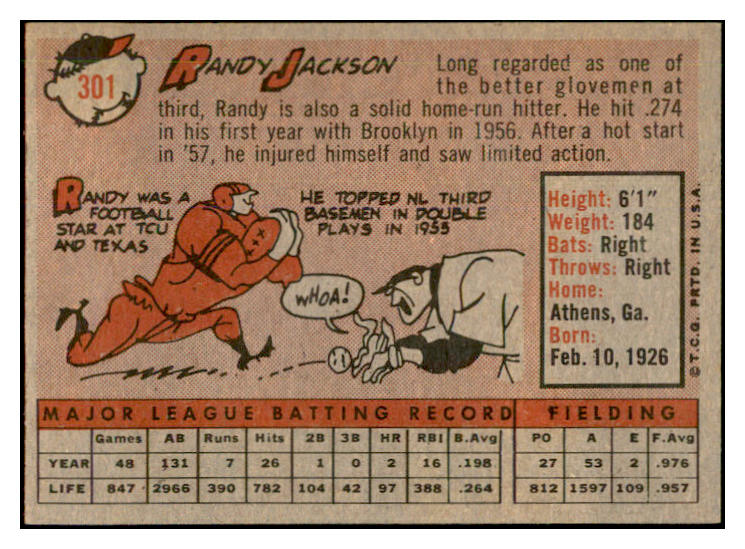 301
RANDY JACKSON
Long regarded as one of
the better glovemen at
third, Randy is also a solid home-run hitter. He hit .274
in his first year with Brooklyn in 1956. After a hot start
in '57, he injured himself and saw limited action.
RANDY WAS A
FOOTBALL
STAR AT TCU
AND TEXAS
HE TOPPED NL THIRD
BASEMEN IN DOUBLE
PLAYS IN 1955
WHOA!
Height: 6'1"
Weight: 184
Bats: Right
Throws: Right
Home:
Athens, Ga.
Born:
Feb. 10, 1926
© T.C.G. PRTD. IN U.S.A.
MAJOR LEAGUE BATTING RECORD FIELDING
Games AB Runs Hits 2B 3B HR RBI B.Avg PO A E F.Avg
YEAR 48 131 7 26 1 0 2 16 .198 27 53 2 .976
LIFE 847 2966 390 782 104 42 97 388 .264 812 1597 109 .957